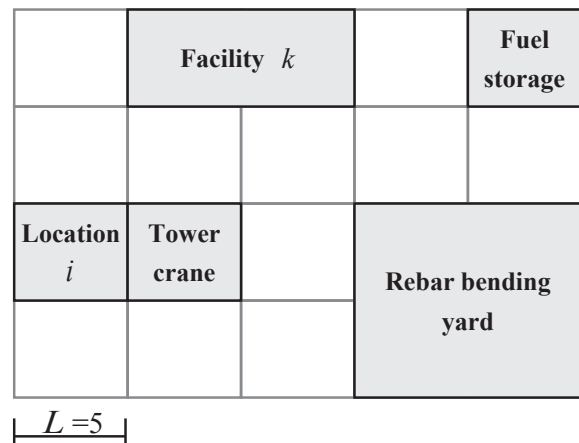 Facility k
Fuel
storage
Location
i
Tower
crane
Rebar bending
yard
L =5